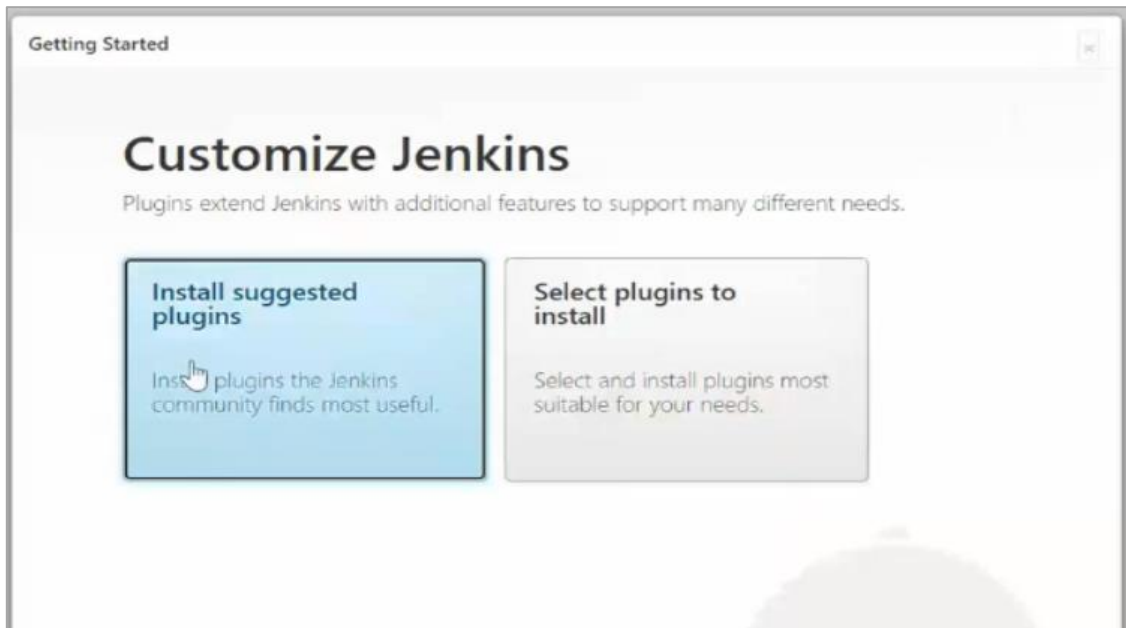 Getting Started
Customize Jenkins
Plugins extend Jenkins with additional features to support many different needs.
Install suggested
plugins
plugins the Jenkins
community finds most useful.
Select plugins to
install
Select and install plugins most
suitable for your needs.